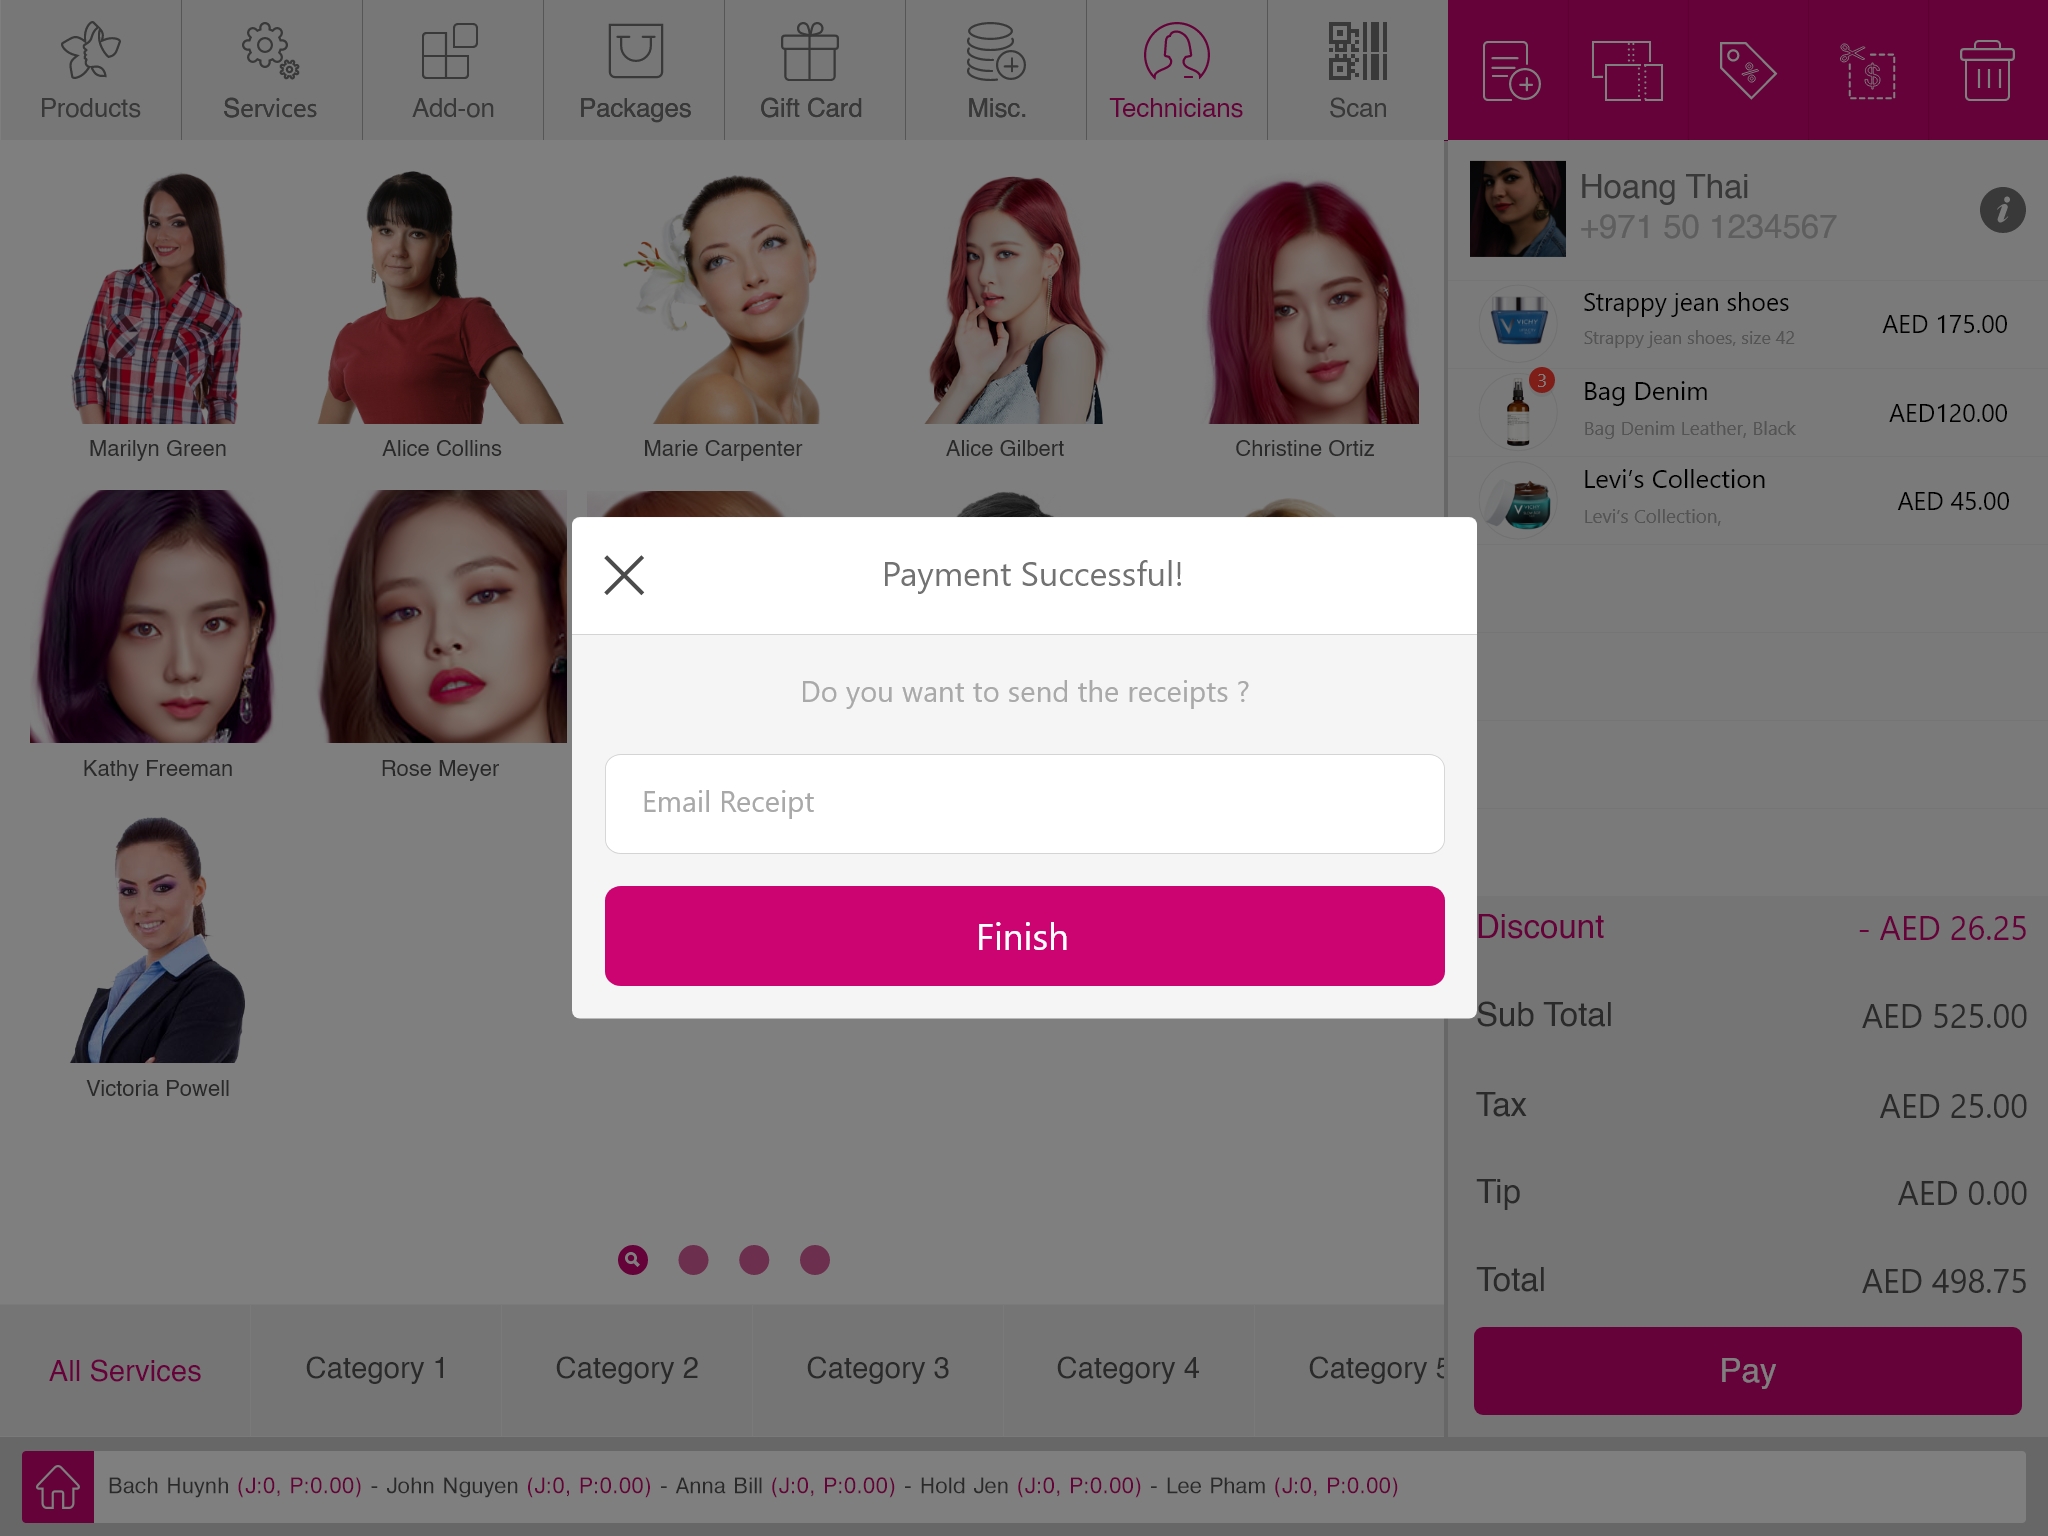 Products
Services
Add-on
Packages
Gift Card
Misc.
Technicians
Scan
Marilyn Green
Alice Collins
Marie Carpenter
Alice Gilbert
Christine Ortiz
Kathy Freeman
Rose Meyer
Victoria Powell
Payment Successful!
Do you want to send the receipts ?
Email Receipt
Finish
Hoang Thai
+971 50 1234567
Strappy jean shoes
Strappy jean shoes, size 42
AED 175.00
3
Bag Denim
Bag Denim Leather, Black
AED120.00
Levi's Collection
Levi's Collection,
AED 45.00
Discount - AED 26.25
Sub Total AED 525.00
Tax AED 25.00
Tip AED 0.00
Total AED 498.75
Pay
All Services
Category 1
Category 2
Category 3
Category 4
Category 5
Bach Huynh (J:0, P:0.00) - John Nguyen (J:0, P:0.00) - Anna Bill (J:0, P:0.00) - Hold Jen (J:0, P:0.00) - Lee Pham (J:0, P:0.00)